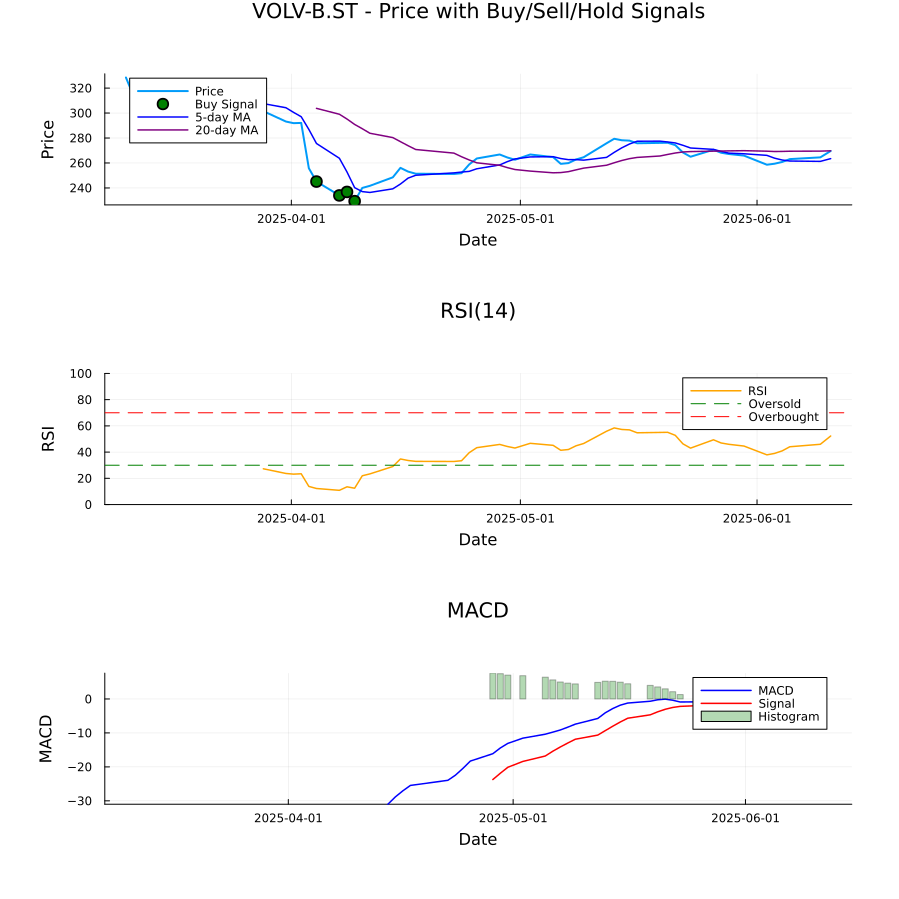 VOLV-B.ST - Price with Buy/Sell/Hold Signals
Price
320
300
280
260
240
Price
Buy Signal
5-day MA
20-day MA
2025-04-01
2025-05-01
2025-06-01
Date
RSI(14)
RSI
100
80
60
40
20
0
RSI
Oversold
Overbought
2025-04-01
2025-05-01
2025-06-01
Date
MACD
MACD
0
−10
−20
−30
MACD
Signal
Histogram
2025-04-01
2025-05-01
2025-06-01
Date